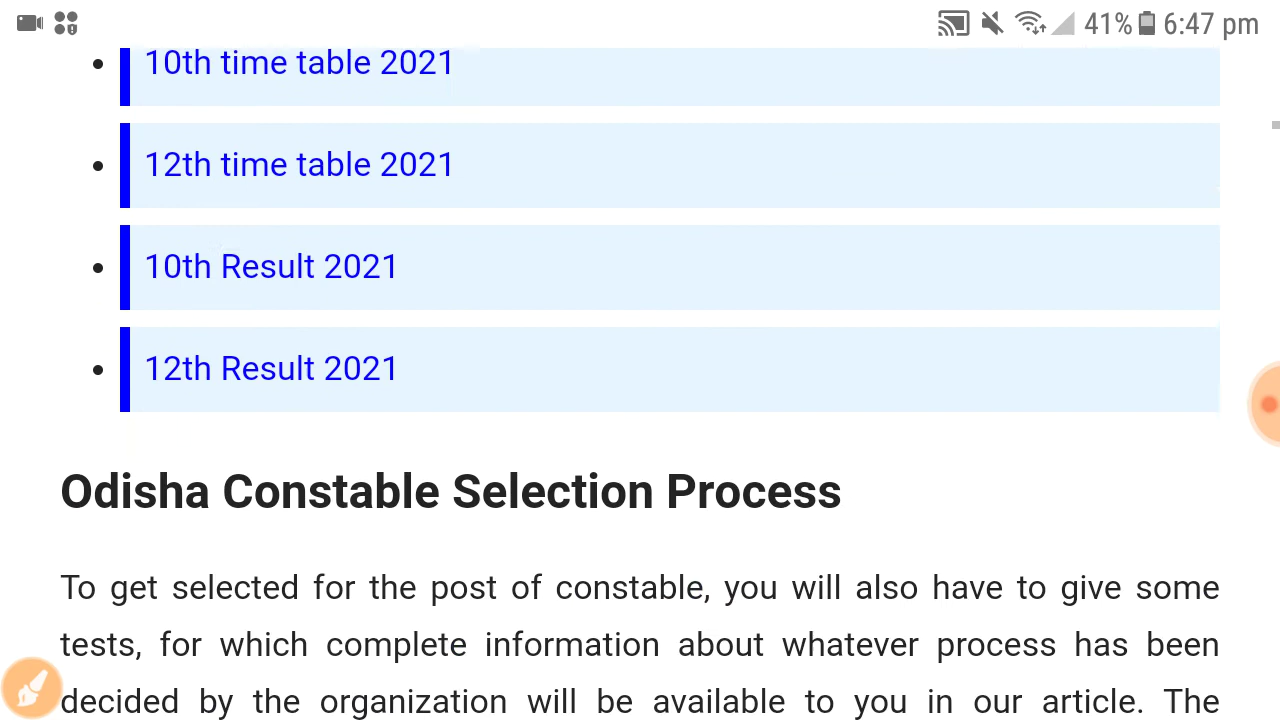 41% 6:47 pm
10th time table 2021
12th time table 2021
10th Result 2021
12th Result 2021
Odisha Constable Selection Process
To get selected for the post of constable, you will also have to give some
tests, for which complete information about whatever process has been
decided by the organization will be available to you in our article. The